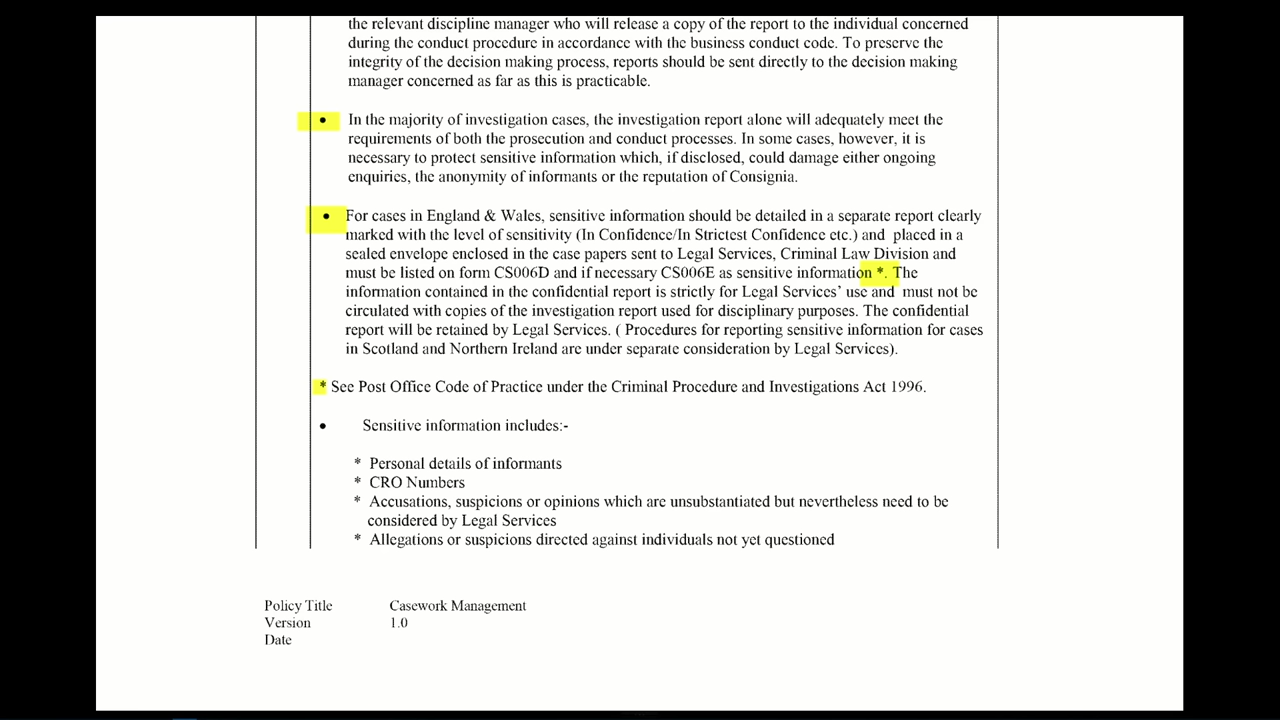 the relevant discipline manager who will release a copy of the report to the individual concerned
during the conduct procedure in accordance with the business conduct code. To preserve the
integrity of the decision making process, reports should be sent directly to the decision making
manager concerned as far as this is practicable.
• In the majority of investigation cases, the investigation report alone will adequately meet the
requirements of both the prosecution and conduct processes. In some cases, however, it is
necessary to protect sensitive information which, if disclosed, could damage either ongoing
enquiries, the anonymity of informants or the reputation of Consignia.
• For cases in England & Wales, sensitive information should be detailed in a separate report clearly
marked with the level of sensitivity (In Confidence/In Strictest Confidence etc.) and placed in a
sealed envelope enclosed in the case papers sent to Legal Services, Criminal Law Division and
must be listed on form CS006D and if necessary CS006E as sensitive information *. The
information contained in the confidential report is strictly for Legal Services' use and must not be
circulated with copies of the investigation report used for disciplinary purposes. The confidential
report will be retained by Legal Services. ( Procedures for reporting sensitive information for cases
in Scotland and Northern Ireland are under separate consideration by Legal Services).
* See Post Office Code of Practice under the Criminal Procedure and Investigations Act 1996.
• Sensitive information includes:-
* Personal details of informants
* CRO Numbers
* Accusations, suspicions or opinions which are unsubstantiated but nevertheless need to be
considered by Legal Services
* Allegations or suspicions directed against individuals not yet questioned
Policy Title Casework Management
Version 1.0
Date